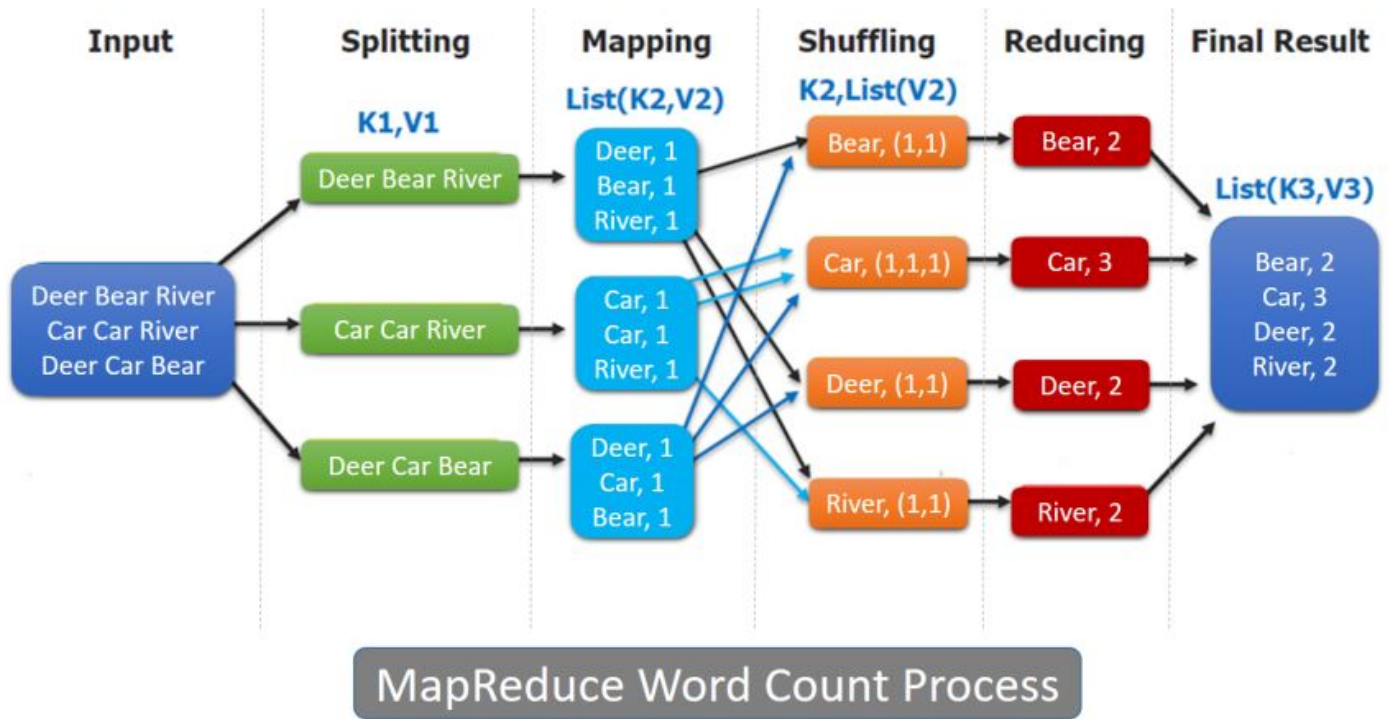 Input
Splitting
Mapping
Shuffling
Reducing
Final Result
K1,V1
List(K2,V2)
K2,List(V2)
List(K3,V3)
Deer Bear River
Car Car River
Deer Car Bear
Deer Bear River
Car Car River
Deer Car Bear
Deer, 1
Bear, 1
River, 1
Car, 1
Car, 1
River, 1
Deer, 1
Car, 1
Bear, 1
Bear, (1,1)
Car, (1,1,1)
Deer, (1,1)
River, (1,1)
Bear, 2
Car, 3
Deer, 2
River, 2
Bear, 2
Car, 3
Deer, 2
River, 2
MapReduce Word Count Process